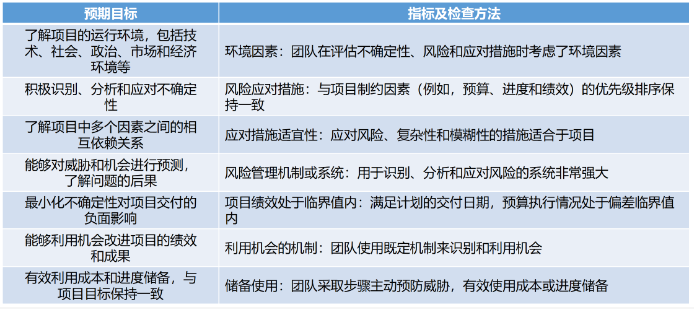 预期目标
指标及检查方法
了解项目的运行环境，包括技
术、社会、政治、市场和经济
环境等
环境因素：团队在评估不确定性、风险和应对措施时考虑了环境因素
积极识别、分析和应对不确定
性
风险应对措施：与项目制约因素（例如，预算、进度和绩效）的优先级排序保
持一致
了解项目中多个因素之间的相
互依赖关系
应对措施适宜性：应对风险、复杂性和模糊性的措施适合于项目
能够对威胁和机会进行预测，
了解问题的后果
风险管理机制或系统：用于识别、分析和应对风险的系统非常强大
最小化不确定性对项目交付的
负面影响
项目绩效处于临界值内：满足计划的交付日期，预算执行情况处于偏差临界值
内
能够利用机会改进项目的绩效
和成果
利用机会的机制：团队使用既定机制来识别和利用机会
有效利用成本和进度储备，与
项目目标保持一致
储备使用：团队采取步骤主动预防威胁，有效使用成本或进度储备